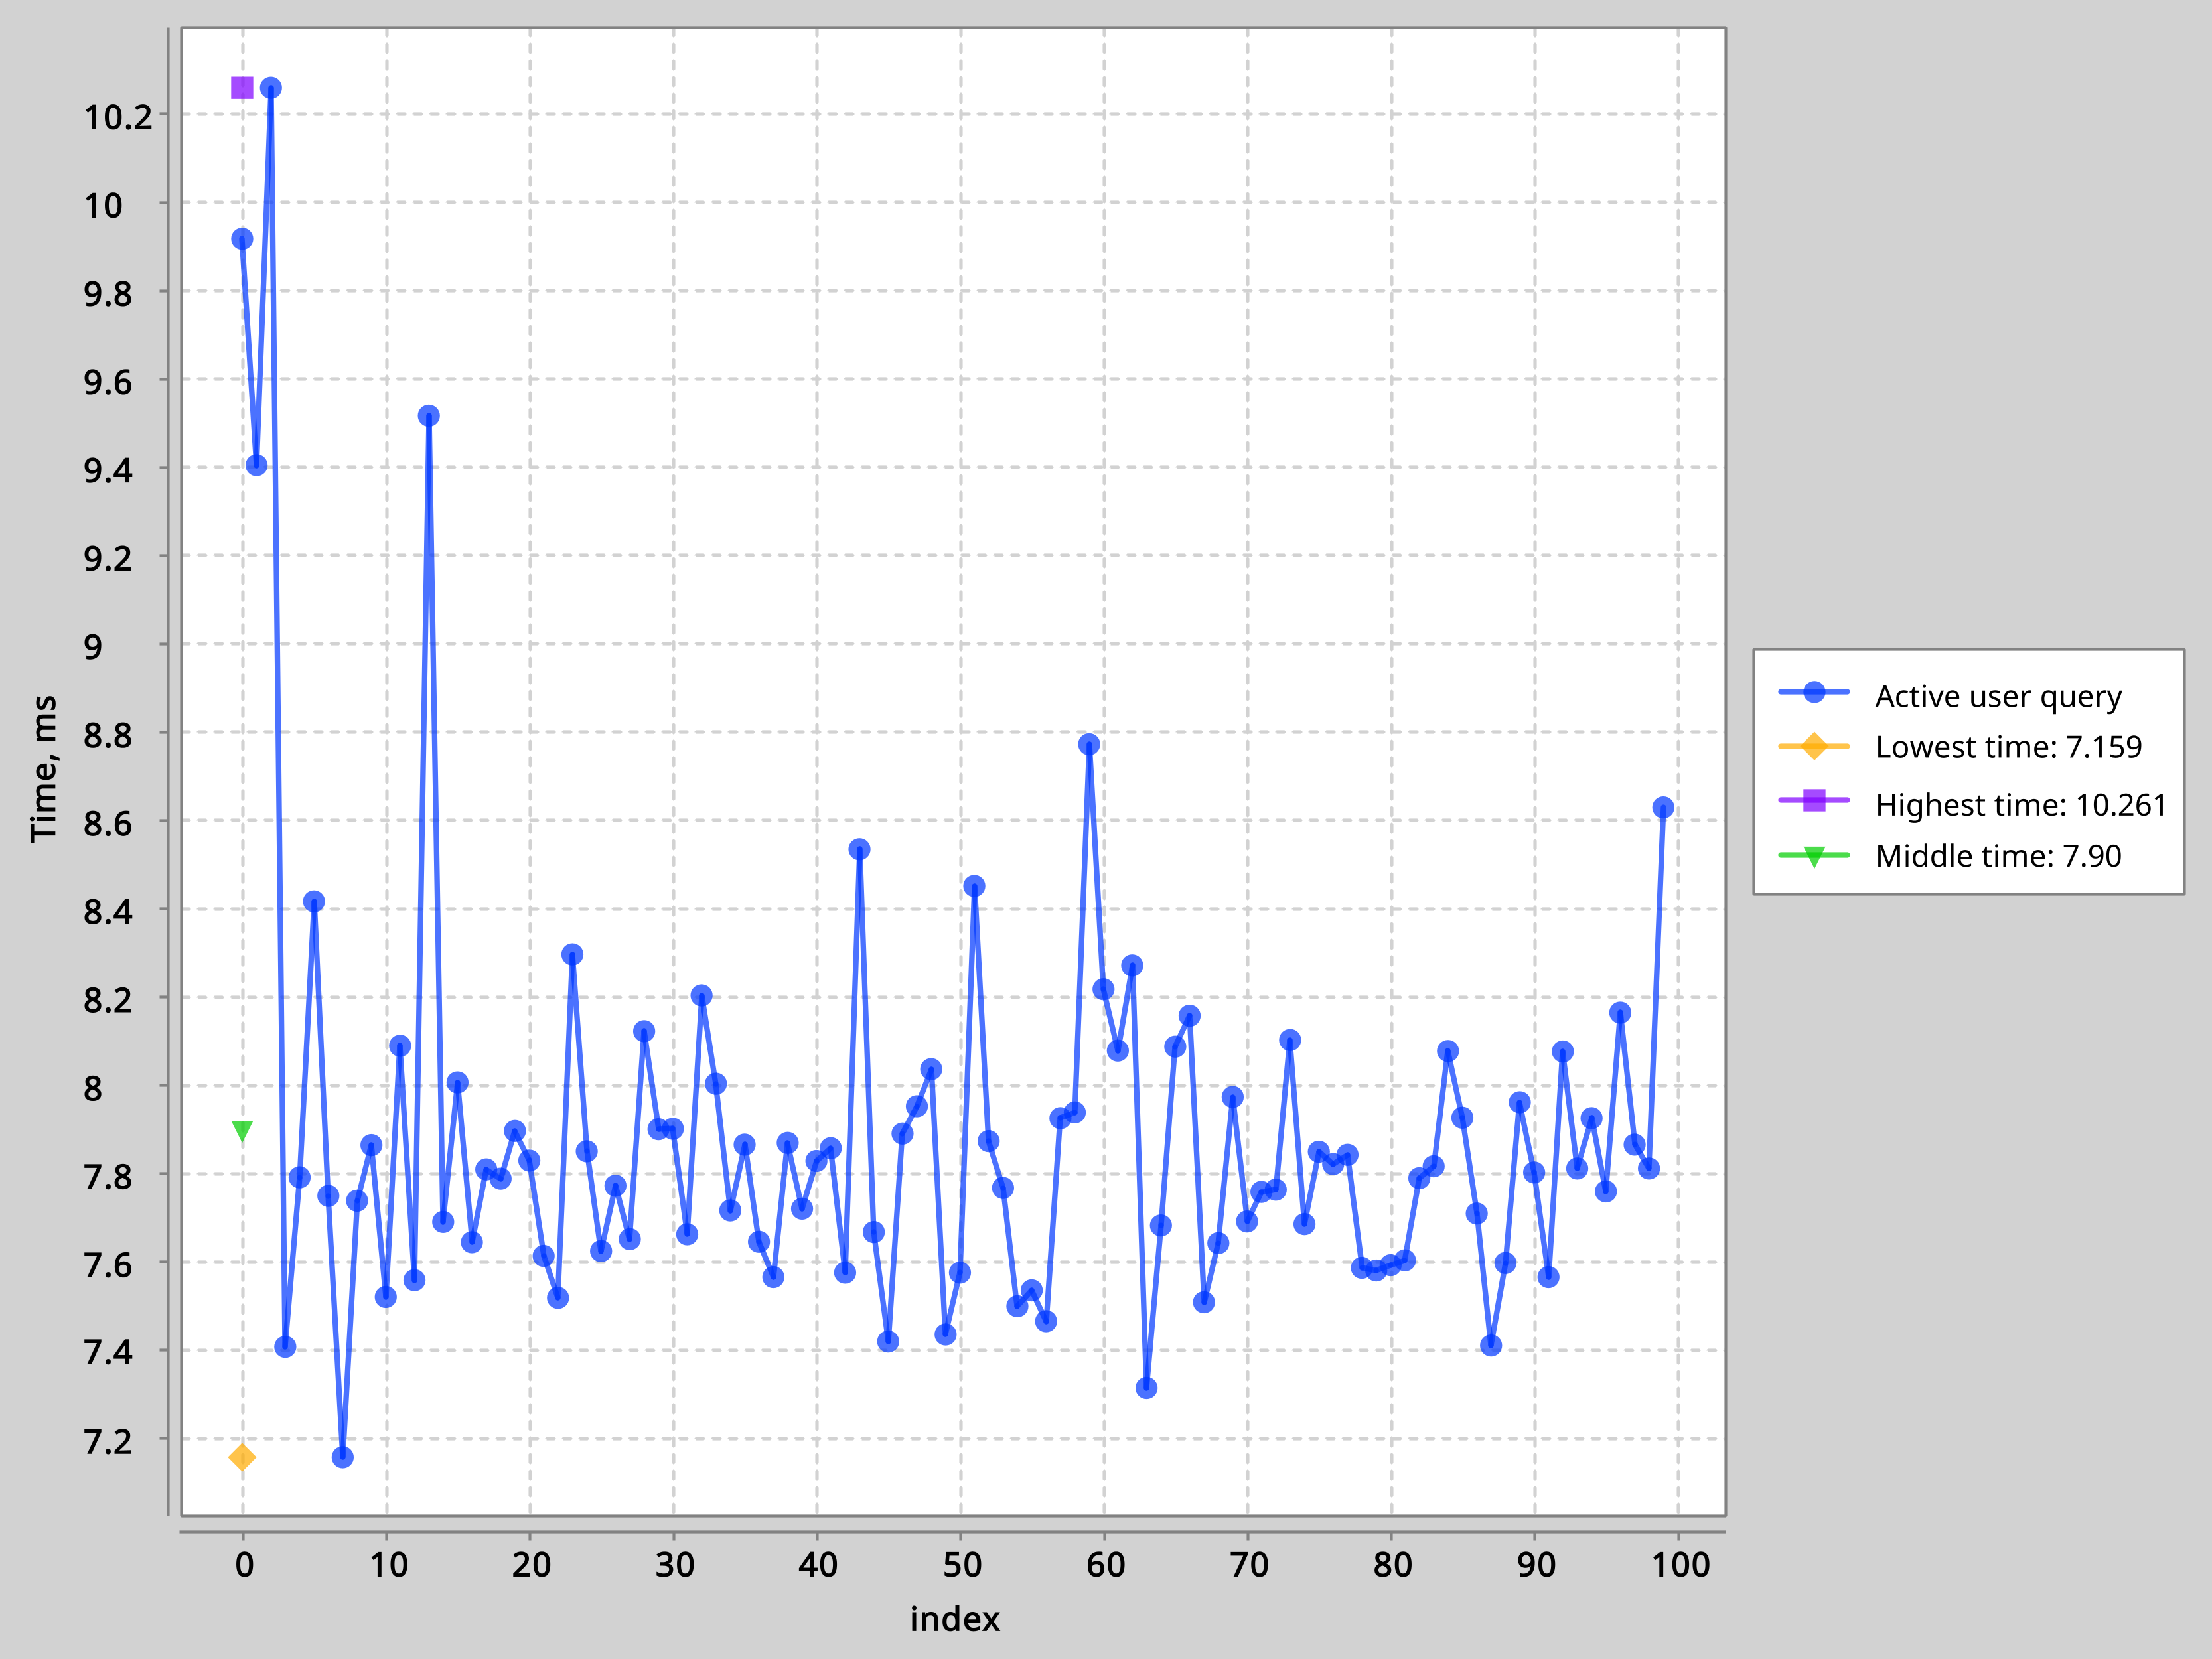 10.2
10
9.8
9.6
9.4
9.2
9
8.8
8.6
8.4
8.2
8
7.8
7.6
7.4
7.2
Time, ms
0 10 20 30 40 50 60 70 80 90 100
index
Active user query
Lowest time: 7.159
Highest time: 10.261
Middle time: 7.90